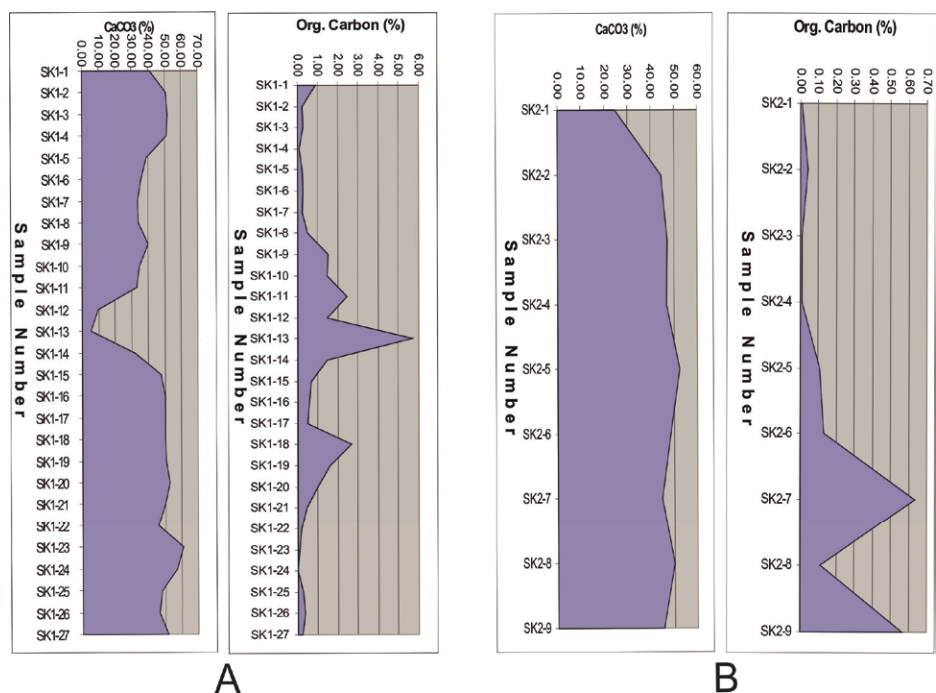 CaCO3 (%)
0.00
10.00
20.00
30.00
40.00
50.00
60.00
70.00
SK1-1
SK1-2
SK1-3
SK1-4
SK1-5
SK1-6
SK1-7
SK1-8
SK1-9
SK1-10
SK1-11
SK1-12
SK1-13
SK1-14
SK1-15
SK1-16
SK1-17
SK1-18
SK1-19
SK1-20
SK1-21
SK1-22
SK1-23
SK1-24
SK1-25
SK1-26
SK1-27
Sample Number
Org. Carbon (%)
0.00
1.00
2.00
3.00
4.00
5.00
6.00
SK1-1
SK1-2
SK1-3
SK1-4
SK1-5
SK1-6
SK1-7
SK1-8
SK1-9
SK1-10
SK1-11
SK1-12
SK1-13
SK1-14
SK1-15
SK1-16
SK1-17
SK1-18
SK1-19
SK1-20
SK1-21
SK1-22
SK1-23
SK1-24
SK1-25
SK1-26
SK1-27
Sample Number
A
CaCO3 (%)
0.00
10.00
20.00
30.00
40.00
50.00
60.00
SK2-1
SK2-2
SK2-3
SK2-4
SK2-5
SK2-6
SK2-7
SK2-8
SK2-9
Sample Number
Org. Carbon (%)
0.00
0.10
0.20
0.30
0.40
0.50
0.60
0.70
SK2-1
SK2-2
SK2-3
SK2-4
SK2-5
SK2-6
SK2-7
SK2-8
SK2-9
Sample Number
B